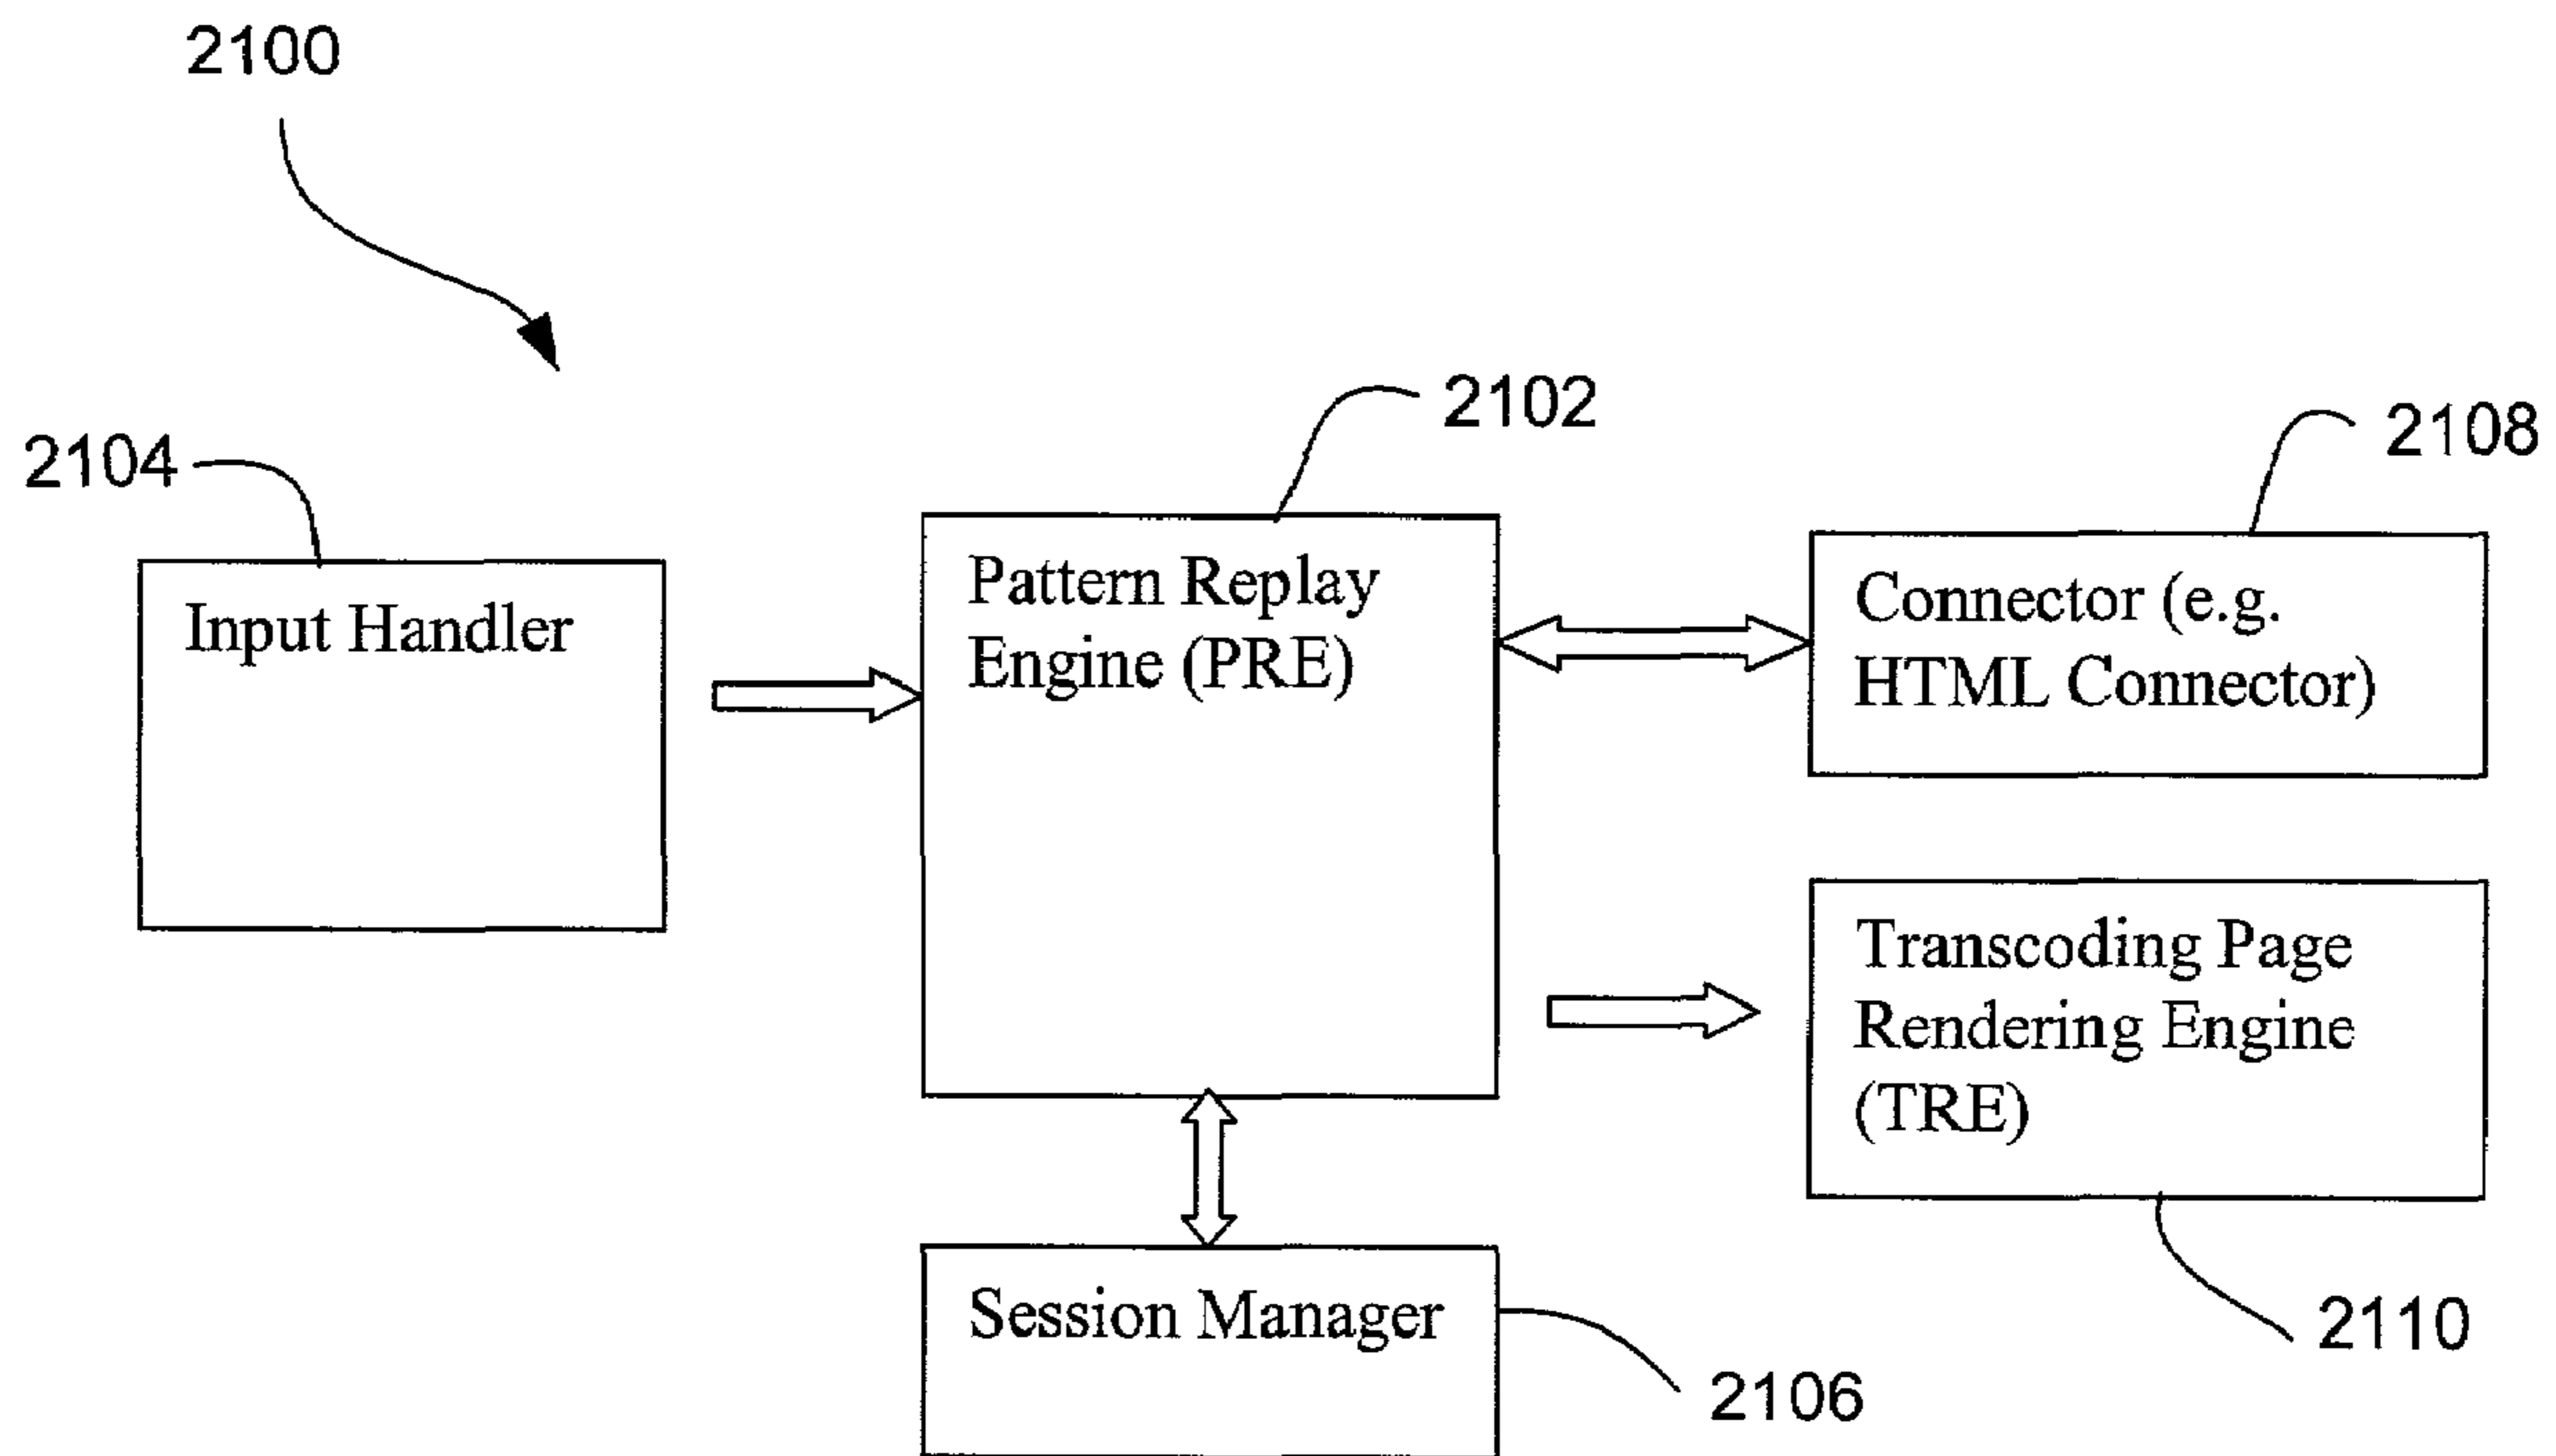 2100
2102
2108
2104
Input Handler
Pattern Replay
Engine (PRE)
Connector (e.g.
HTML Connector)
Transcoding Page
Rendering Engine
(TRE)
Session Manager
2110
2106